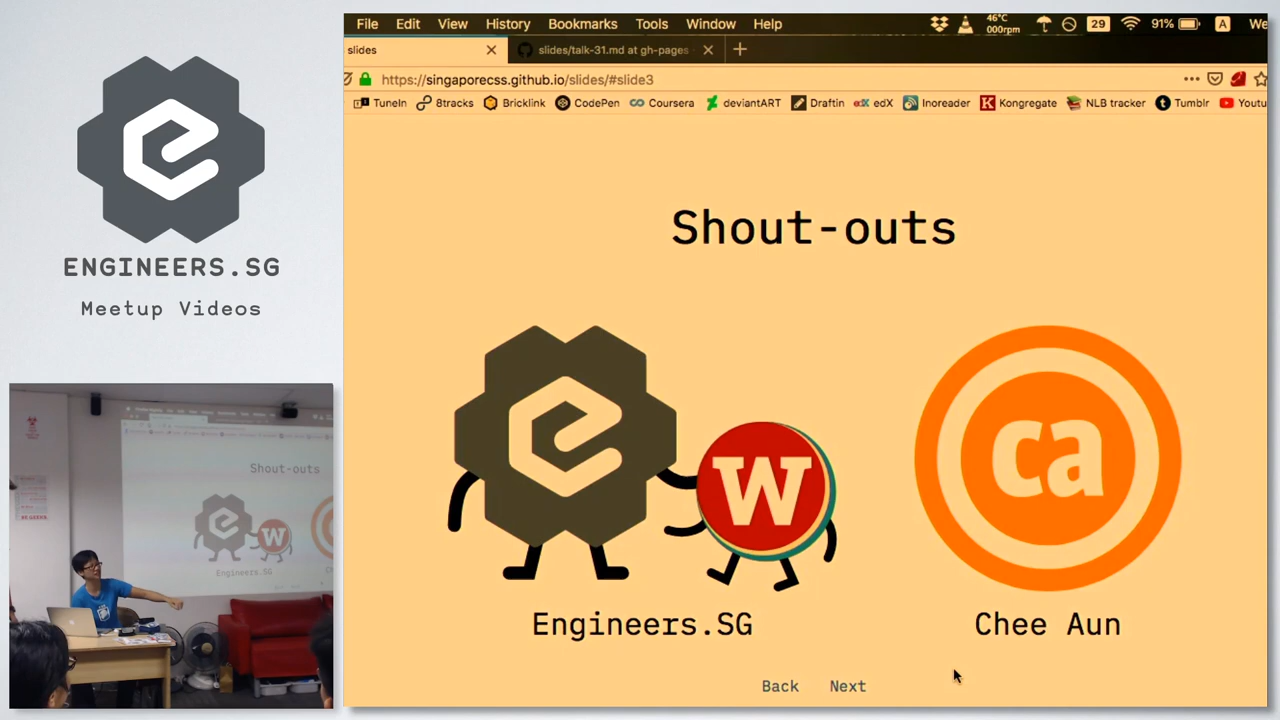 ENGINEERS.SG
Meetup Videos
File Edit View History Bookmarks Tools Window Help 46°C 000rpm 29 91% A We
slides slides/talk-31.md at gh-pages
https://singaporecss.github.io/slides/#slide3
TuneIn 8tracks Bricklink CodePen Coursera deviantART Draftin edX Inoreader Kongregate NLB tracker Tumblr Youtu
Shout-outs
e
W
ca
Engineers.SG
Chee Aun
Back Next
Shout-outs
e
W
Engineers.SG